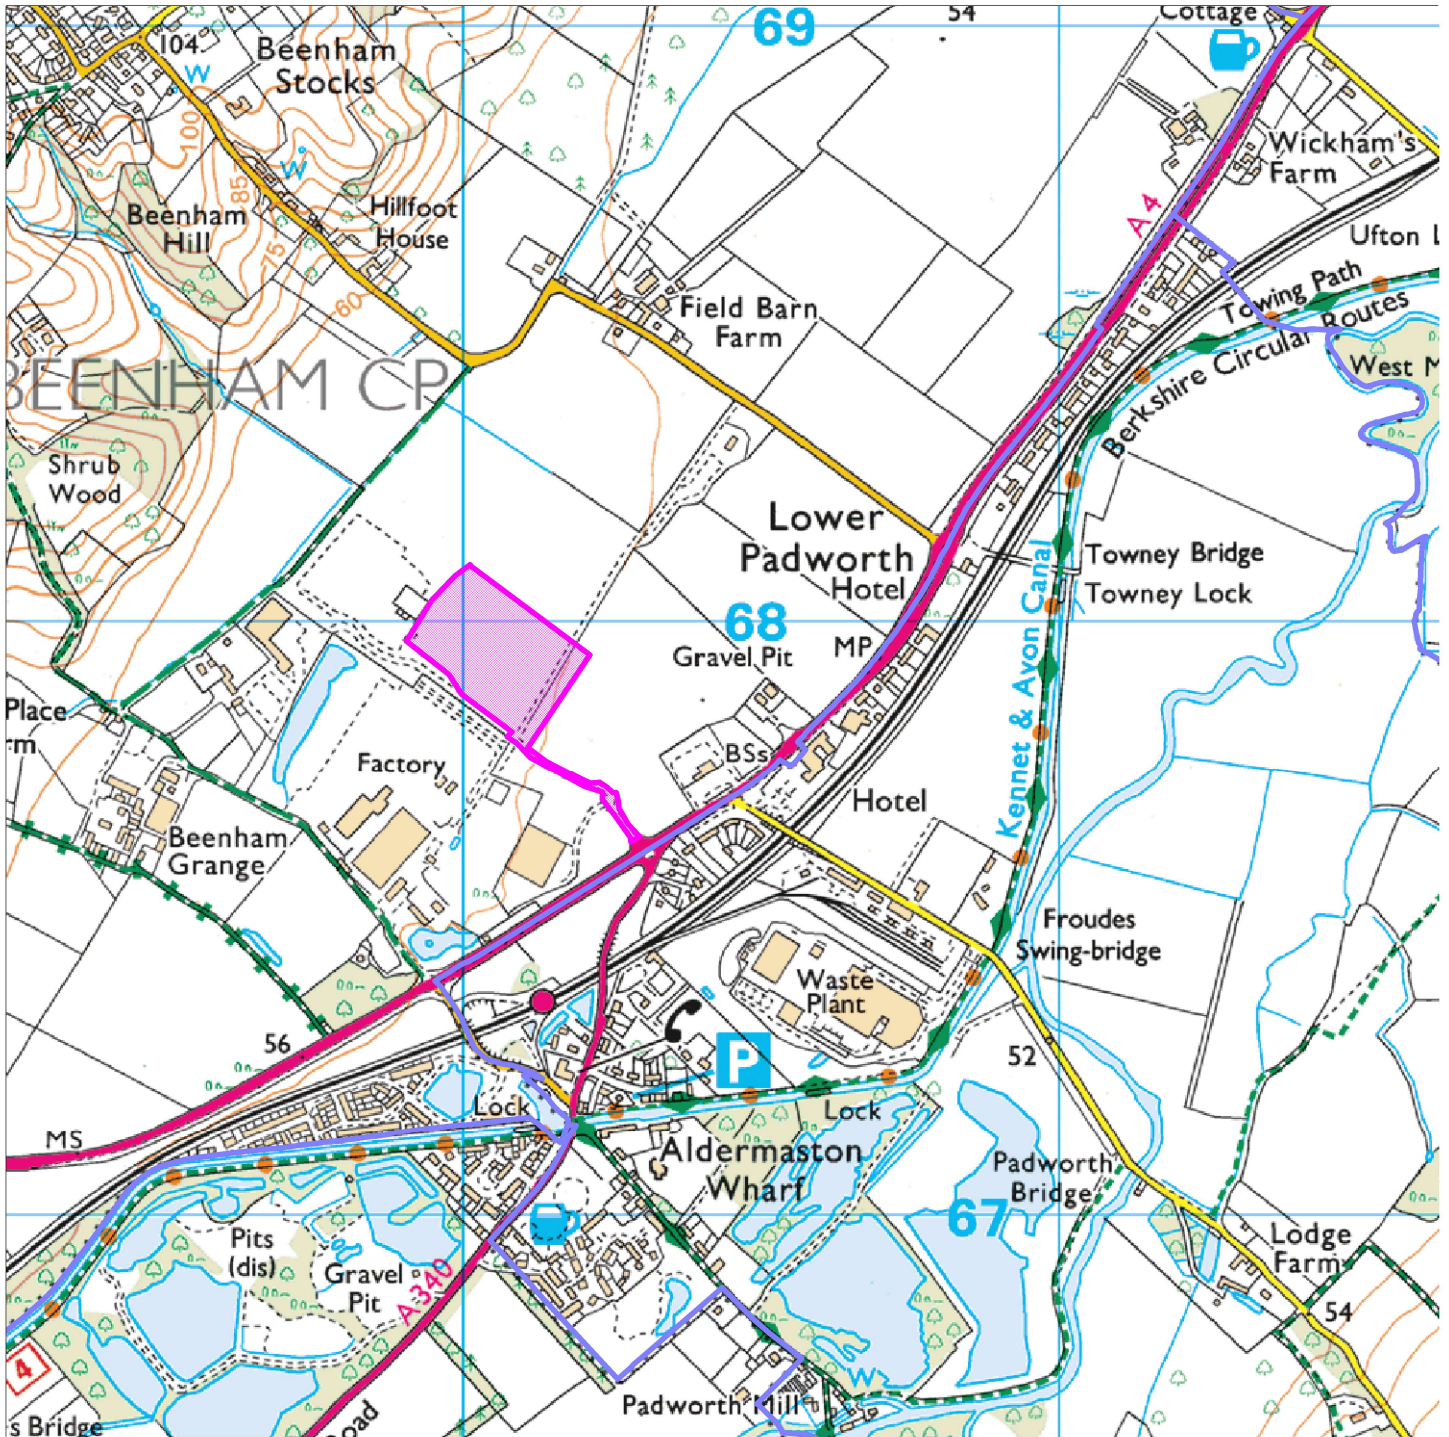 69
54
Cottage
104
Beenham
Stocks
W
100
W
85
Wickham's
Farm
Hillfoot
House
Beenham
Hill
A 4
75
60
Ufton L
Towing Path
Field Barn
Farm
Berkshire Circular Routes
West M
BEENHAM CP
Shrub
Wood
Lower
Padworth
Hotel
Towney Bridge
Towney Lock
68
Gravel Pit
MP
Kennet & Avon Canal
Place
rm
BSs
Factory
Hotel
Beenham
Grange
Froudes
Swing-bridge
Waste
Plant
56
P
52
Lock
Lock
MS
Aldermaston
Wharf
Padworth
Bridge
67
Pits
(dis)
Gravel
Pit
A 340
Lodge
Farm
54
4
W
Padworth Mill
s Bridge
oad